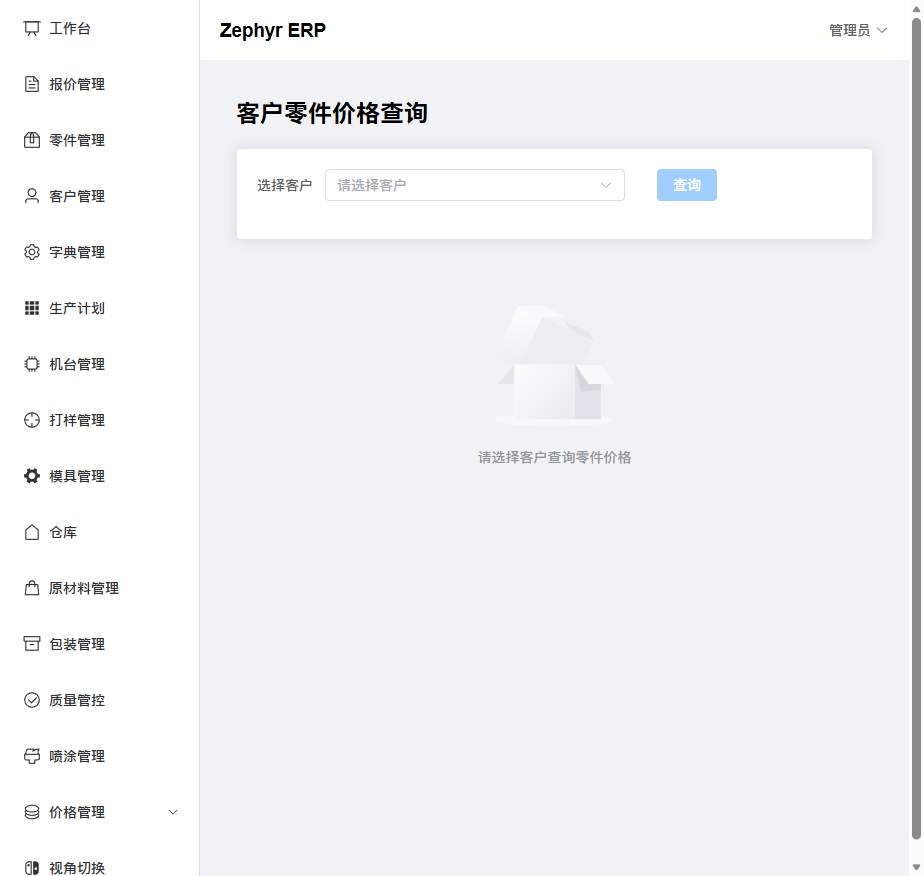 工作台
报价管理
零件管理
客户管理
字典管理
生产计划
机台管理
打样管理
模具管理
仓库
原材料管理
包装管理
质量管控
喷涂管理
价格管理
视角切换
Zephyr ERP
管理员
客户零件价格查询
选择客户 请选择客户 查询
请选择客户查询零件价格